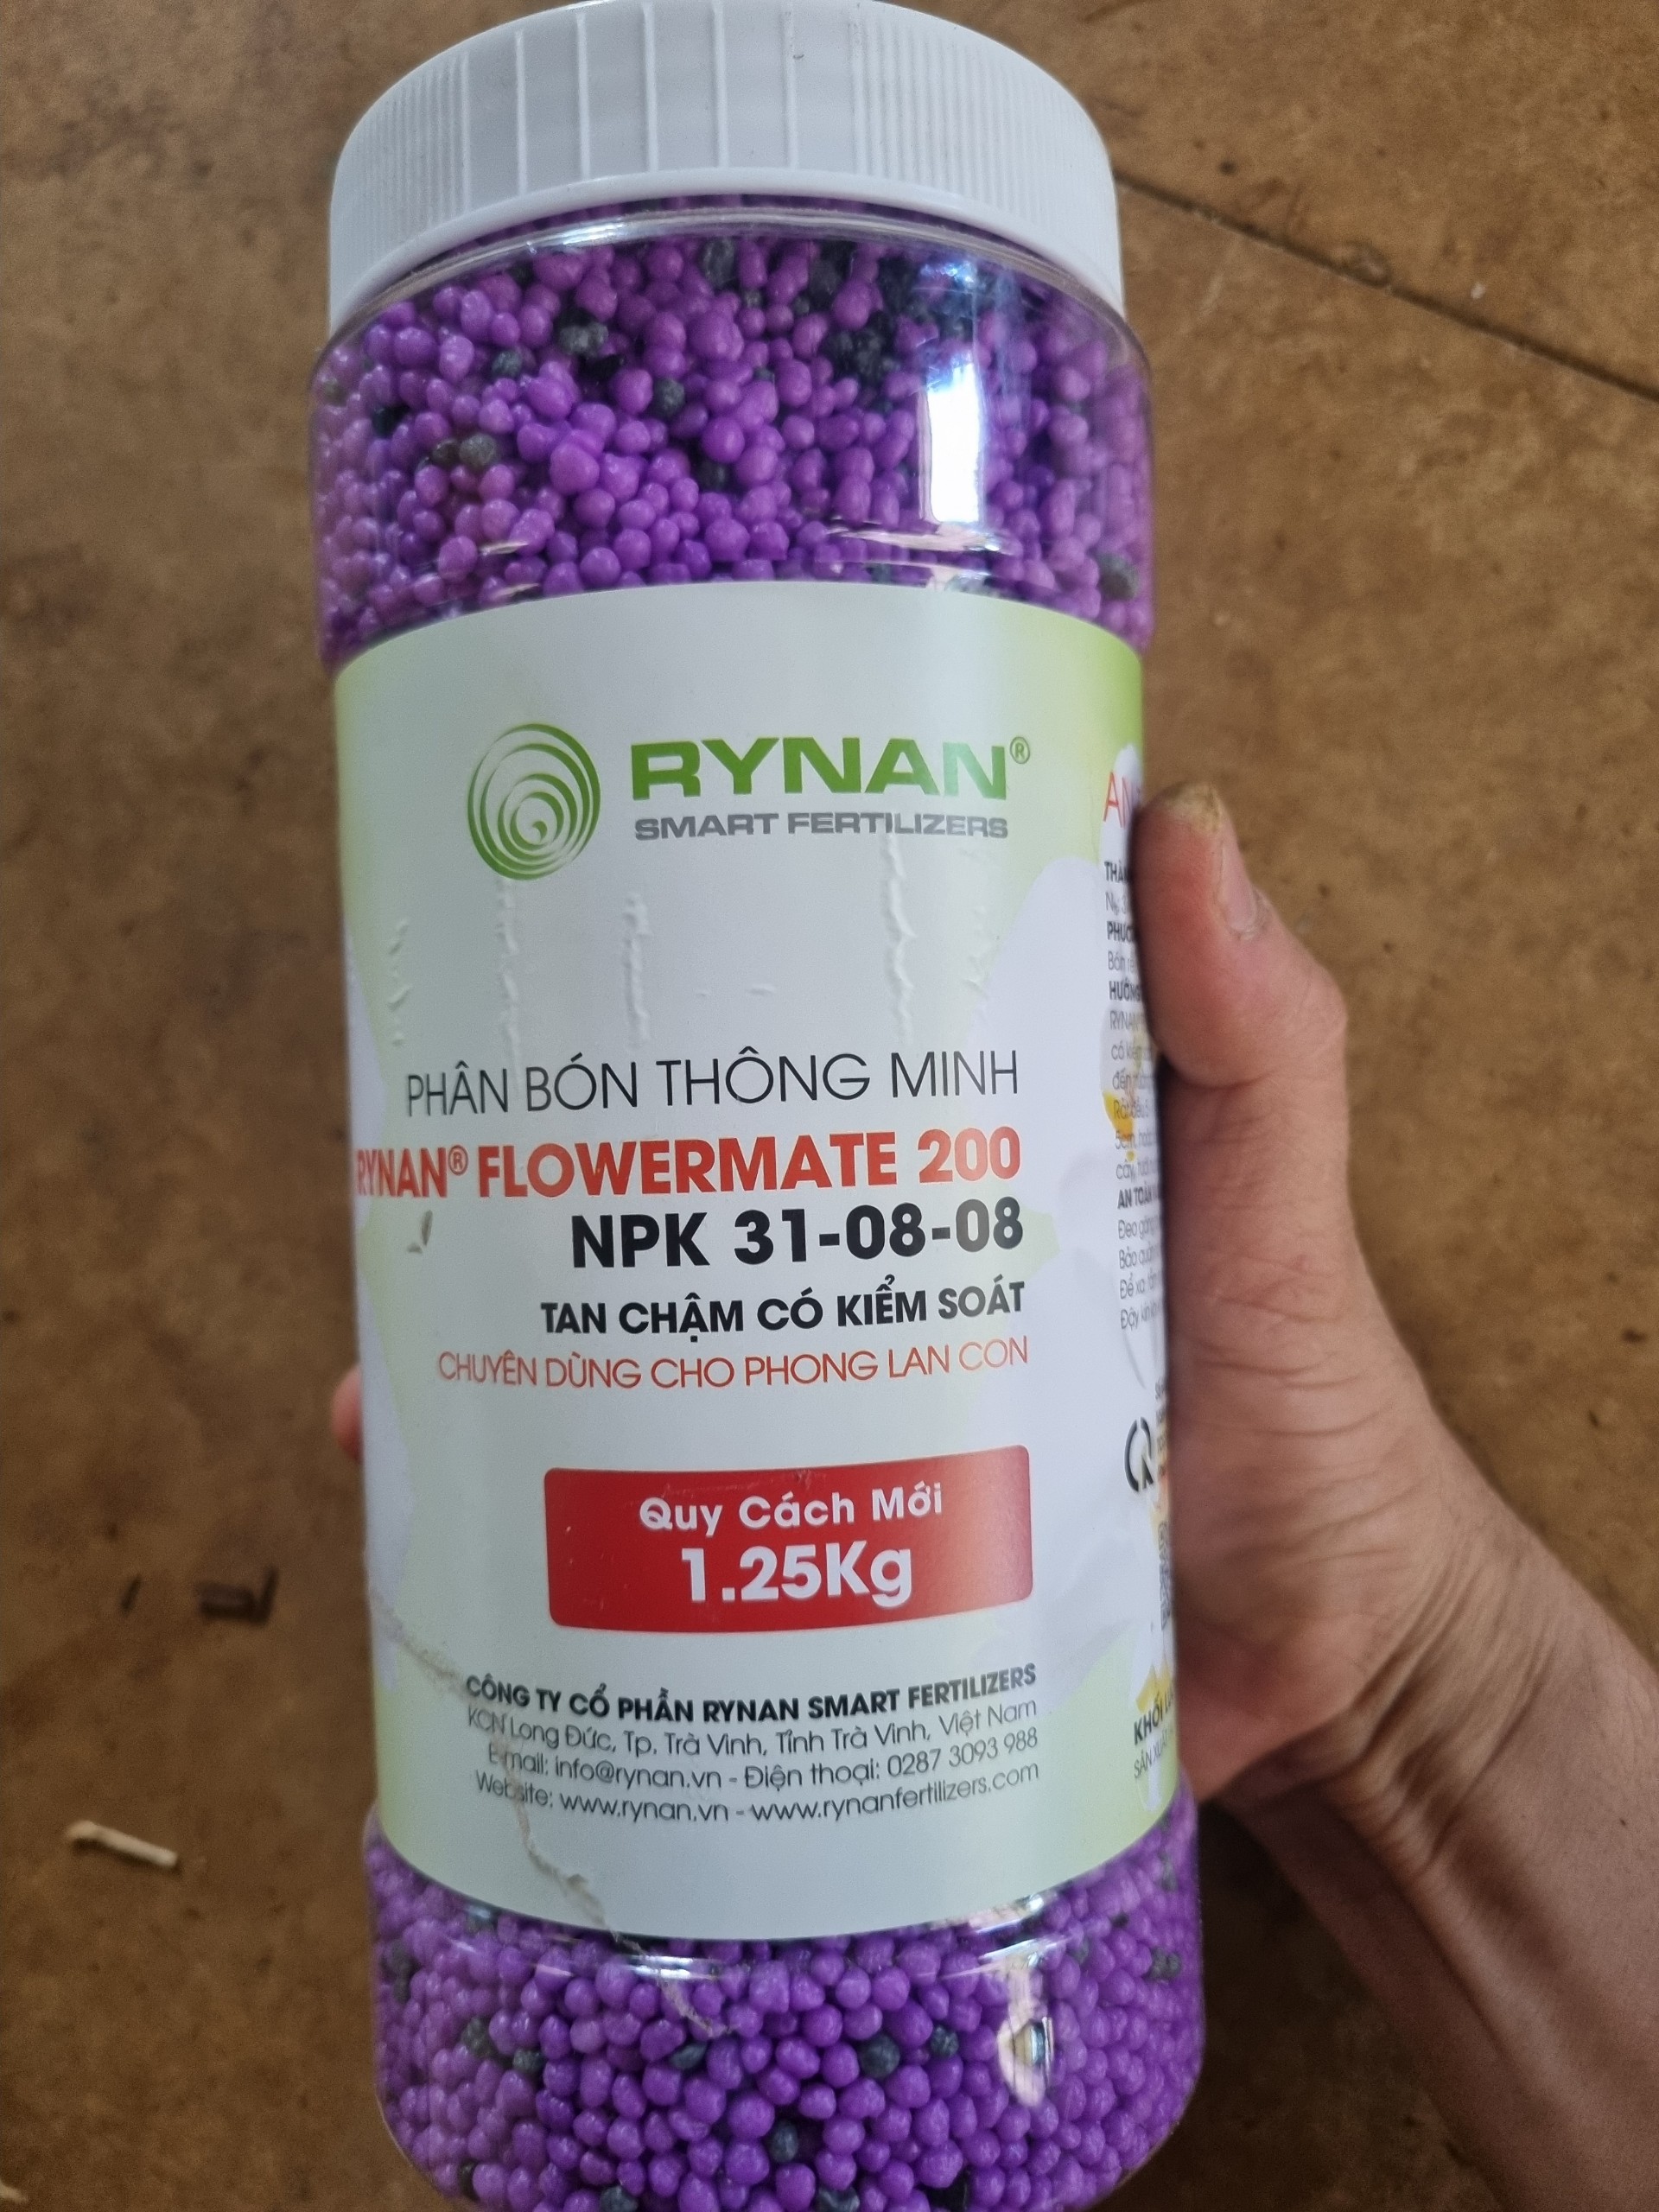 RYNAN®
SMART FERTILIZERS
PHÂN BÓN THÔNG MINH
RYNAN® FLOWERMATE 200
NPK 31-08-08
TAN CHẬM CÓ KIỂM SOÁT
CHUYÊN DÙNG CHO PHONG LAN CON
Quy Cách Mới
1.25Kg
CÔNG TY CỔ PHẦN RYNAN SMART FERTILIZERS
KCN Long Đức, Tp. Trà Vinh, Tỉnh Trà Vinh, Việt Nam
E-mail: info@rynan.vn - Điện thoại: 0287 3093 988
Website: www.rynan.vn - www.rynanfertilizers.com
AN TOÀN